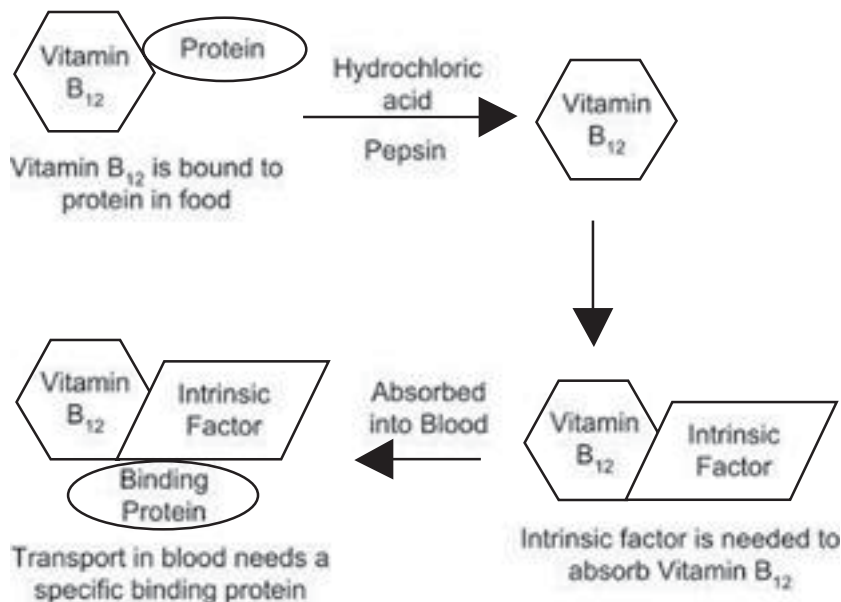 Vitamin
B₁₂
Protein
Vitamin B₁₂ is bound to
protein in food
Hydrochloric
acid
Pepsin
Vitamin
B₁₂
Vitamin
B₁₂
Intrinsic
Factor
Intrinsic factor is needed to
absorb Vitamin B₁₂
Absorbed
into Blood
Vitamin
B₁₂
Intrinsic
Factor
Binding
Protein
Transport in blood needs a
specific binding protein